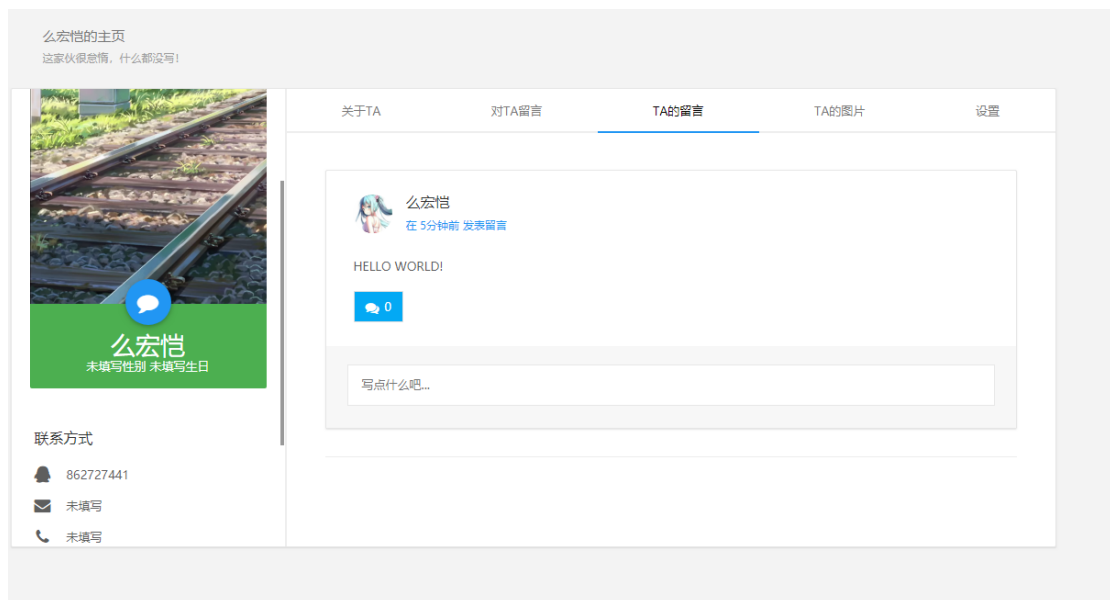 么宏恺的主页
这家伙很怠惰，什么都没写！
关于TA
对TA留言
TA的留言
TA的图片
设置
么宏恺
未填写性别 未填写生日
联系方式
862727441
未填写
未填写
么宏恺
在 5分钟前 发表留言
HELLO WORLD!
0
写点什么吧...